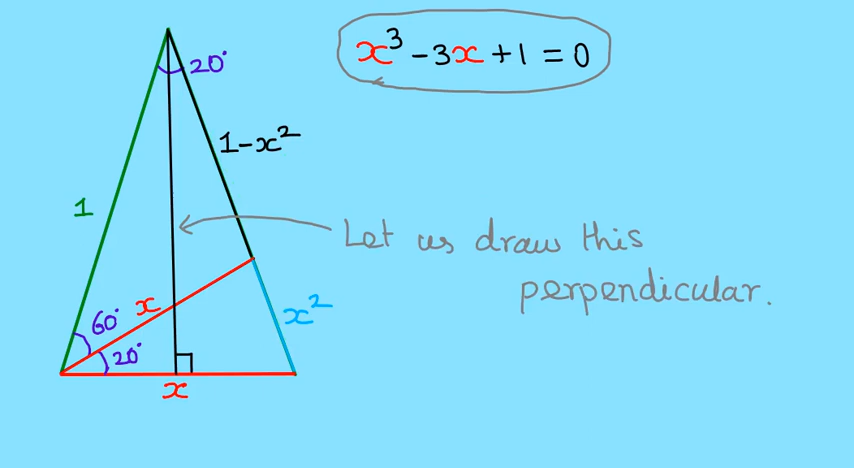 x³ - 3x + 1 = 0
20°
1-x²
1
Let us draw this
perpendicular.
x
x²
60°
20°
x